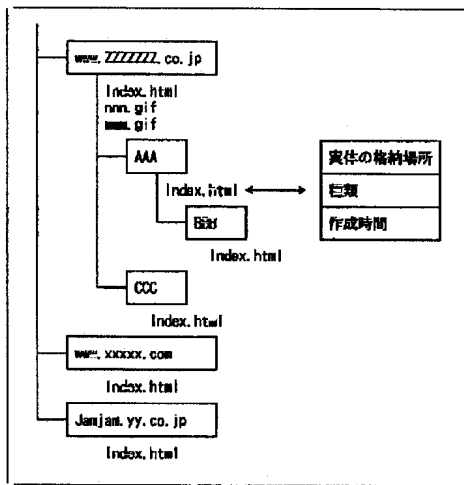 www.ZZZZZZZ.co.jp
Index.html
nnn.gif
mmm.gif
AAA
Index.html
実体の格納場所
種類
作成時間
Index.html
CCC
Index.html
www.xxxxx.com
Index.html
Jamjam.yy.co.jp
Index.html